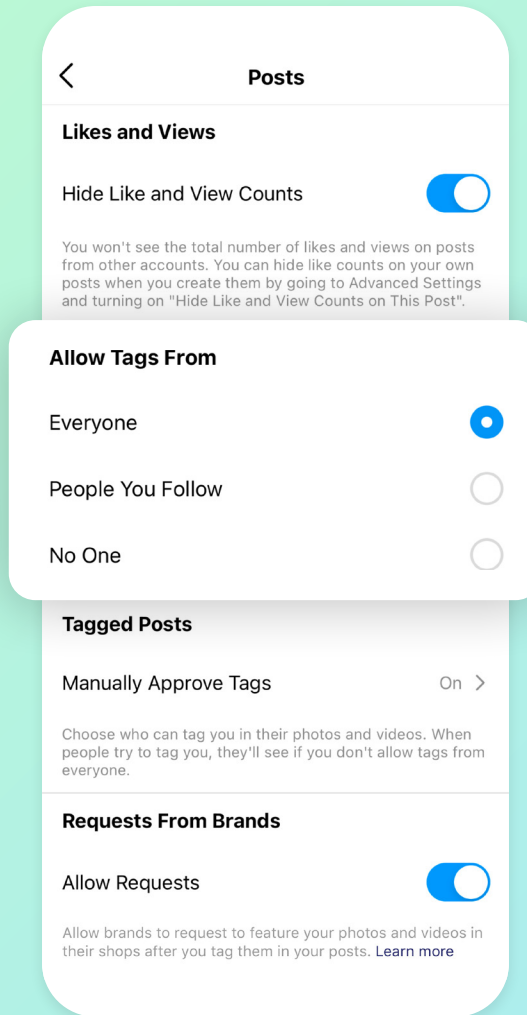 Posts
Likes and Views
Hide Like and View Counts
You won't see the total number of likes and views on posts
from other accounts. You can hide like counts on your own
posts when you create them by going to Advanced Settings
and turning on "Hide Like and View Counts on This Post".
Allow Tags From
Everyone
People You Follow
No One
Tagged Posts
Manually Approve Tags On
Choose who can tag you in their photos and videos. When
people try to tag you, they'll see if you don't allow tags from
everyone.
Requests From Brands
Allow Requests
Allow brands to request to feature your photos and videos in
their shops after you tag them in your posts. Learn more